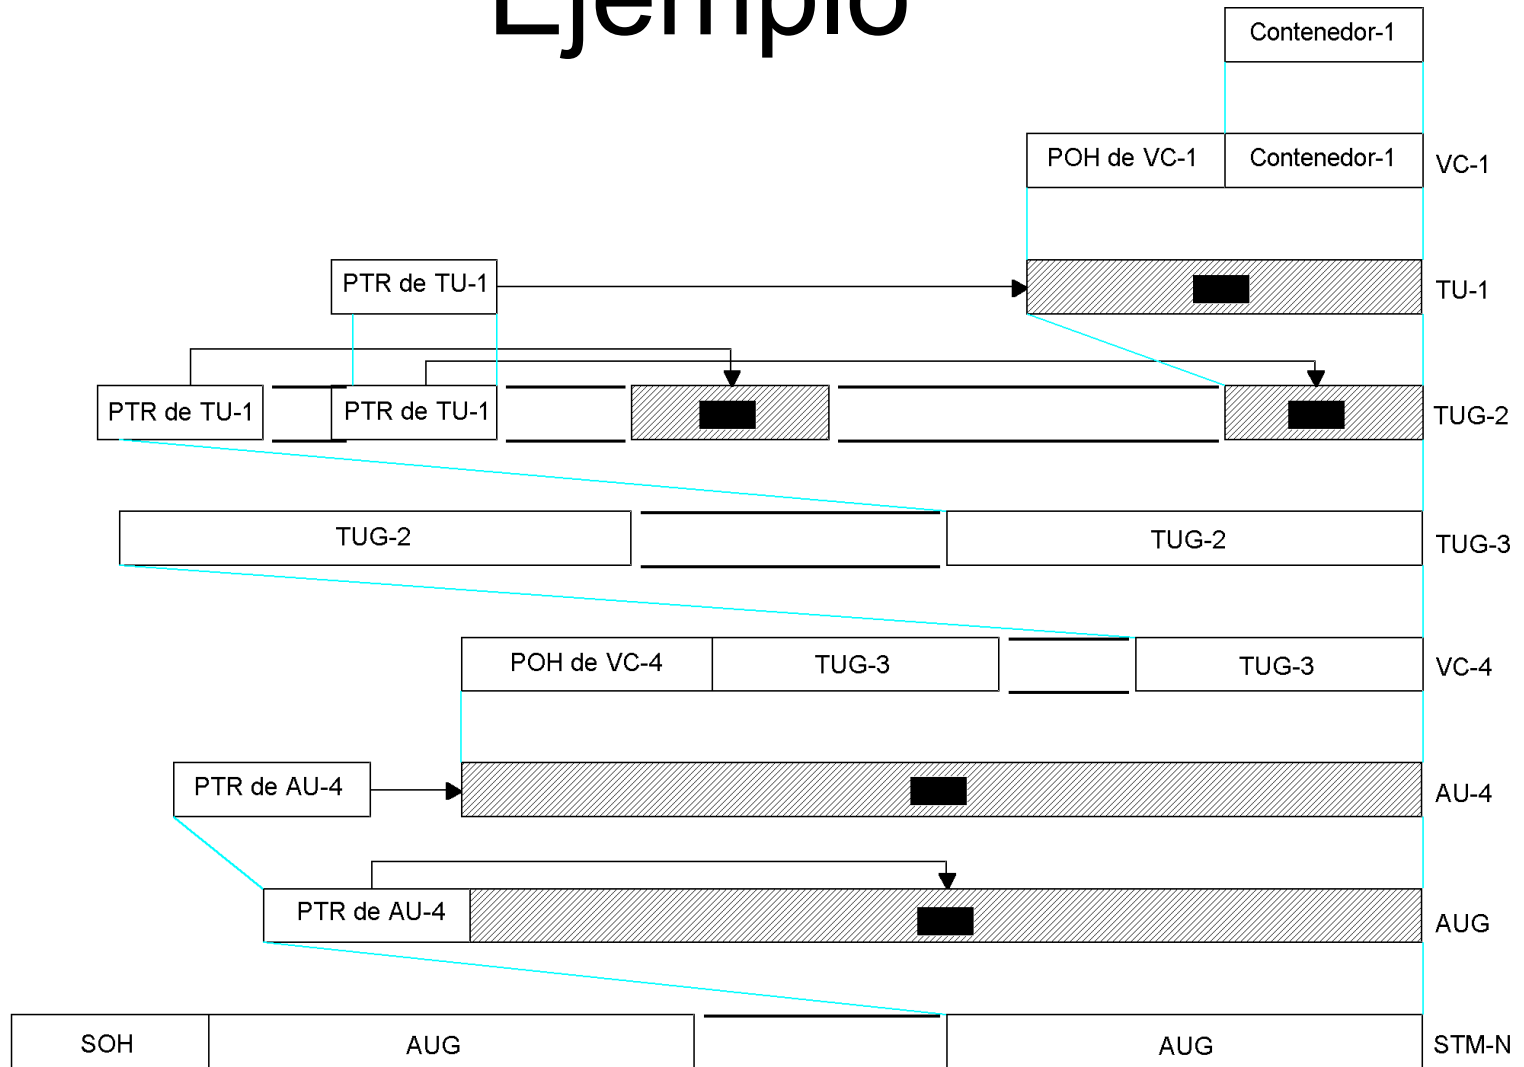 Ejemplo
Contenedor-1
POH de VC-1 Contenedor-1 VC-1
PTR de TU-1 TU-1
PTR de TU-1 PTR de TU-1 TUG-2
TUG-2 TUG-2 TUG-3
POH de VC-4 TUG-3 TUG-3 VC-4
PTR de AU-4 AU-4
PTR de AU-4 AUG
SOH AUG AUG STM-N